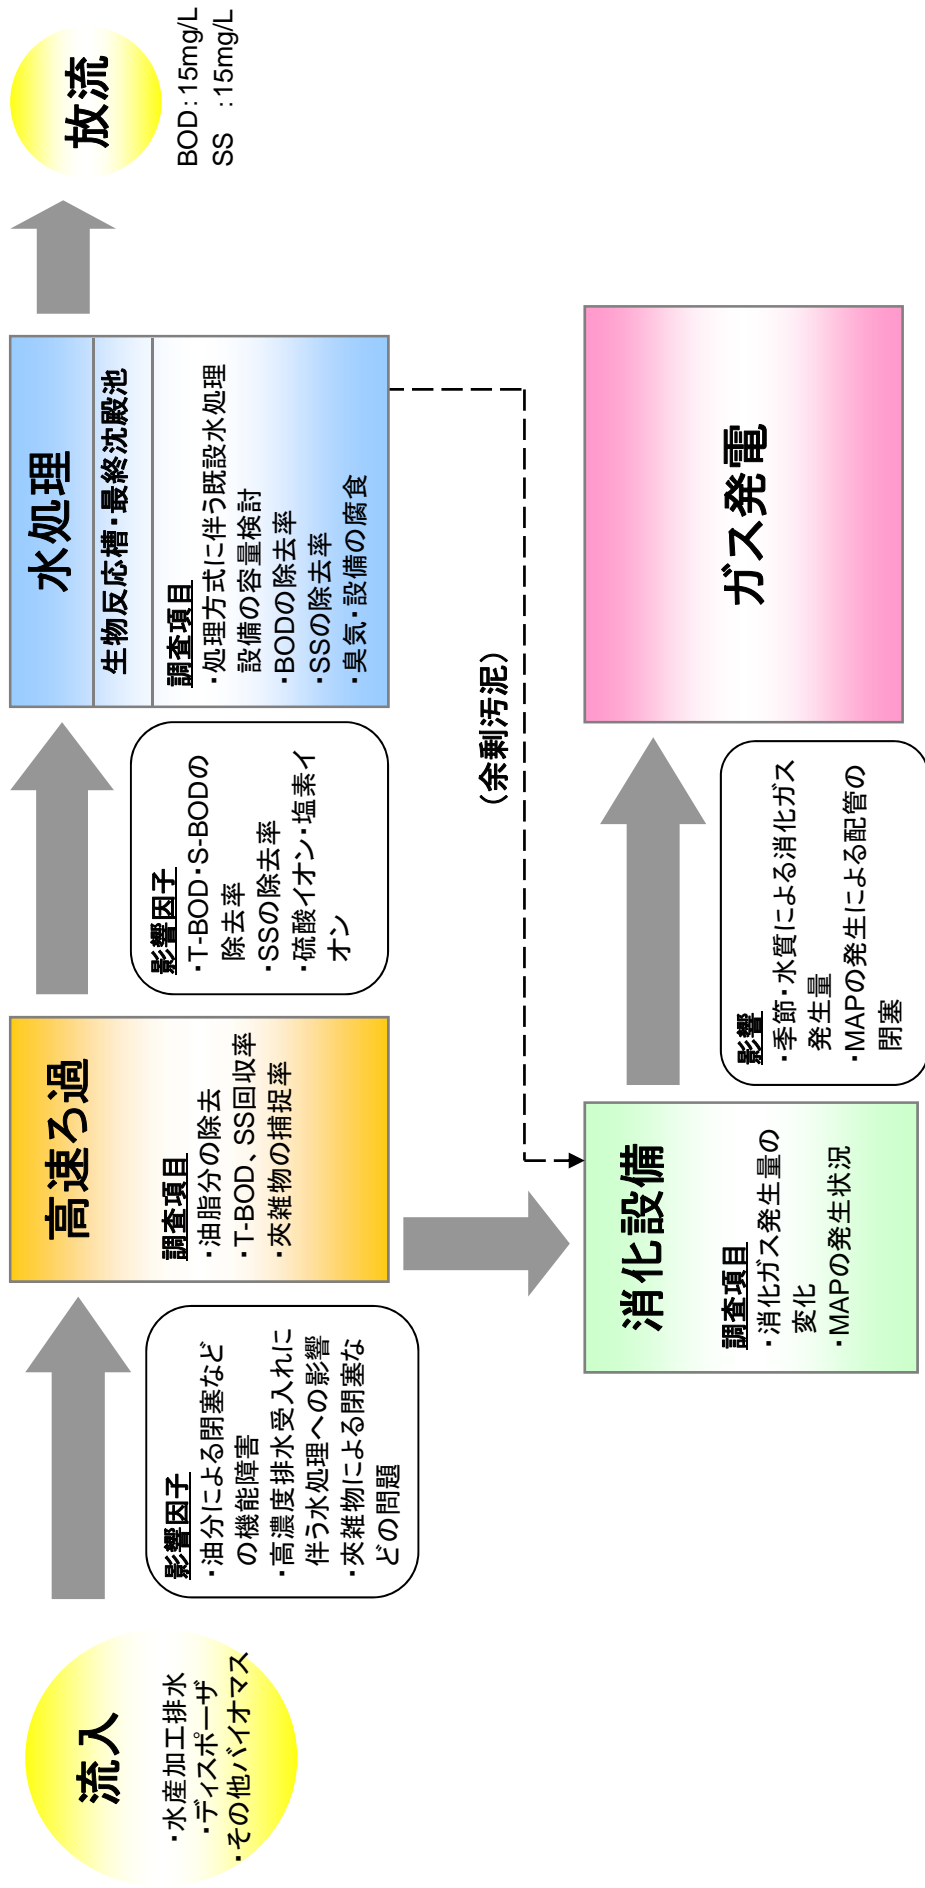 流入
・水産加工排水
・ディスポーザ
・その他バイオマス
影響因子
・油分による閉塞など
の機能障害
・高濃度排水受入れに
伴う水処理への影響
・夾雑物による閉塞な
どの問題
高速ろ過
調査項目
・油脂分の除去
・T-BOD、SS回収率
・夾雑物の捕捉率
影響因子
・T-BOD・S-BODの
除去率
・SSの除去率
・硫酸イオン・塩素イ
オン
水処理
生物反応槽・最終沈殿池
調査項目
・処理方式に伴う既設水処理
設備の容量検討
・BODの除去率
・SSの除去率
・臭気・設備の腐食
放流
BOD：15mg/L
SS ：15mg/L
（余剰汚泥）
消化設備
調査項目
・消化ガス発生量の
変化
・MAPの発生状況
影響
・季節・水質による消化ガス
発生量
・MAPの発生による配管の
閉塞
ガス発電